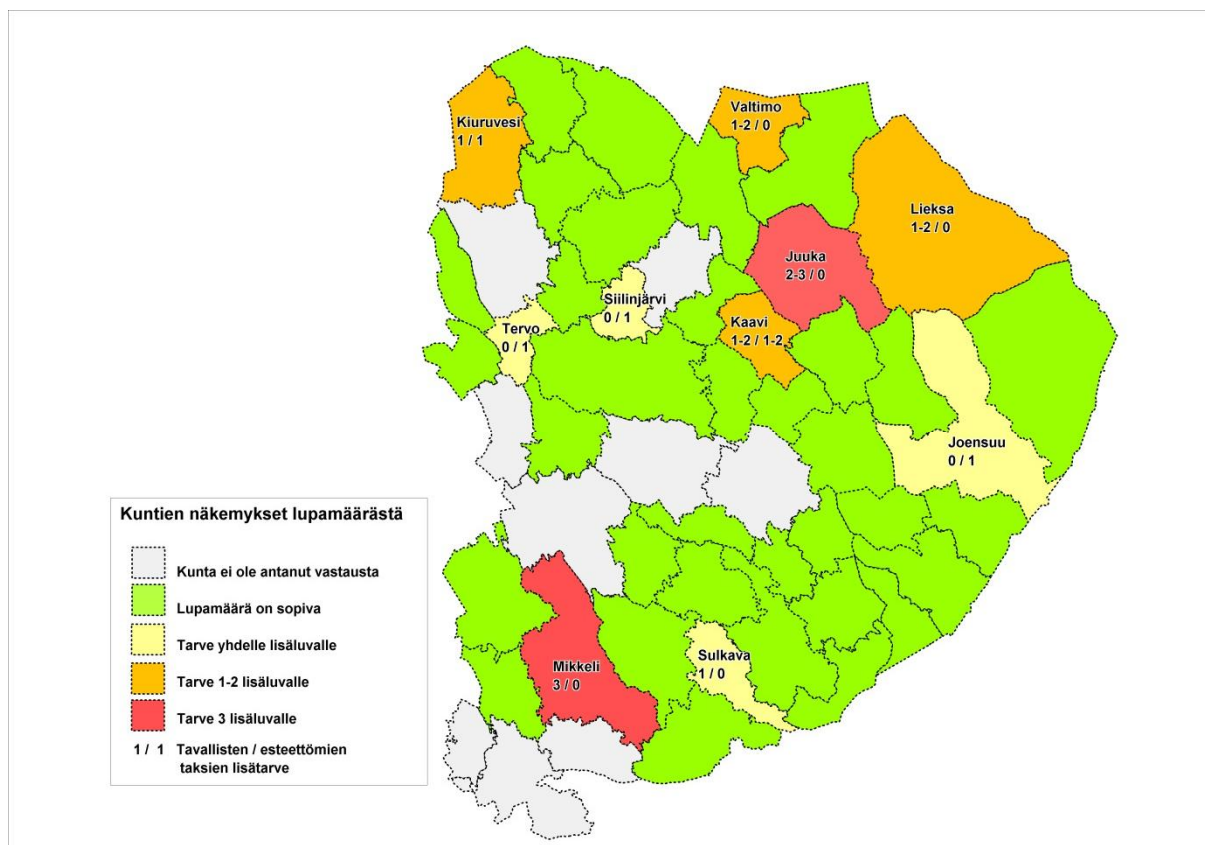 Kiuruvesi
1 / 1
Valtimo
1-2 / 0
Lieksa
1-2 / 0
Juuka
2-3 / 0
Siilinjärvi
0 / 1
Kaavi
1-2 / 1-2
Tervo
0 / 1
Joensuu
0 / 1
Sulkava
1 / 0
Mikkeli
3 / 0
Kuntien näkemykset lupamäärästä
Kunta ei ole antanut vastausta
Lupamäärä on sopiva
Tarve yhdelle lisäluvalle
Tarve 1-2 lisäluvalle
Tarve 3 lisäluvalle
1 / 1 Tavallisten / esteettömien
taksien lisätarve